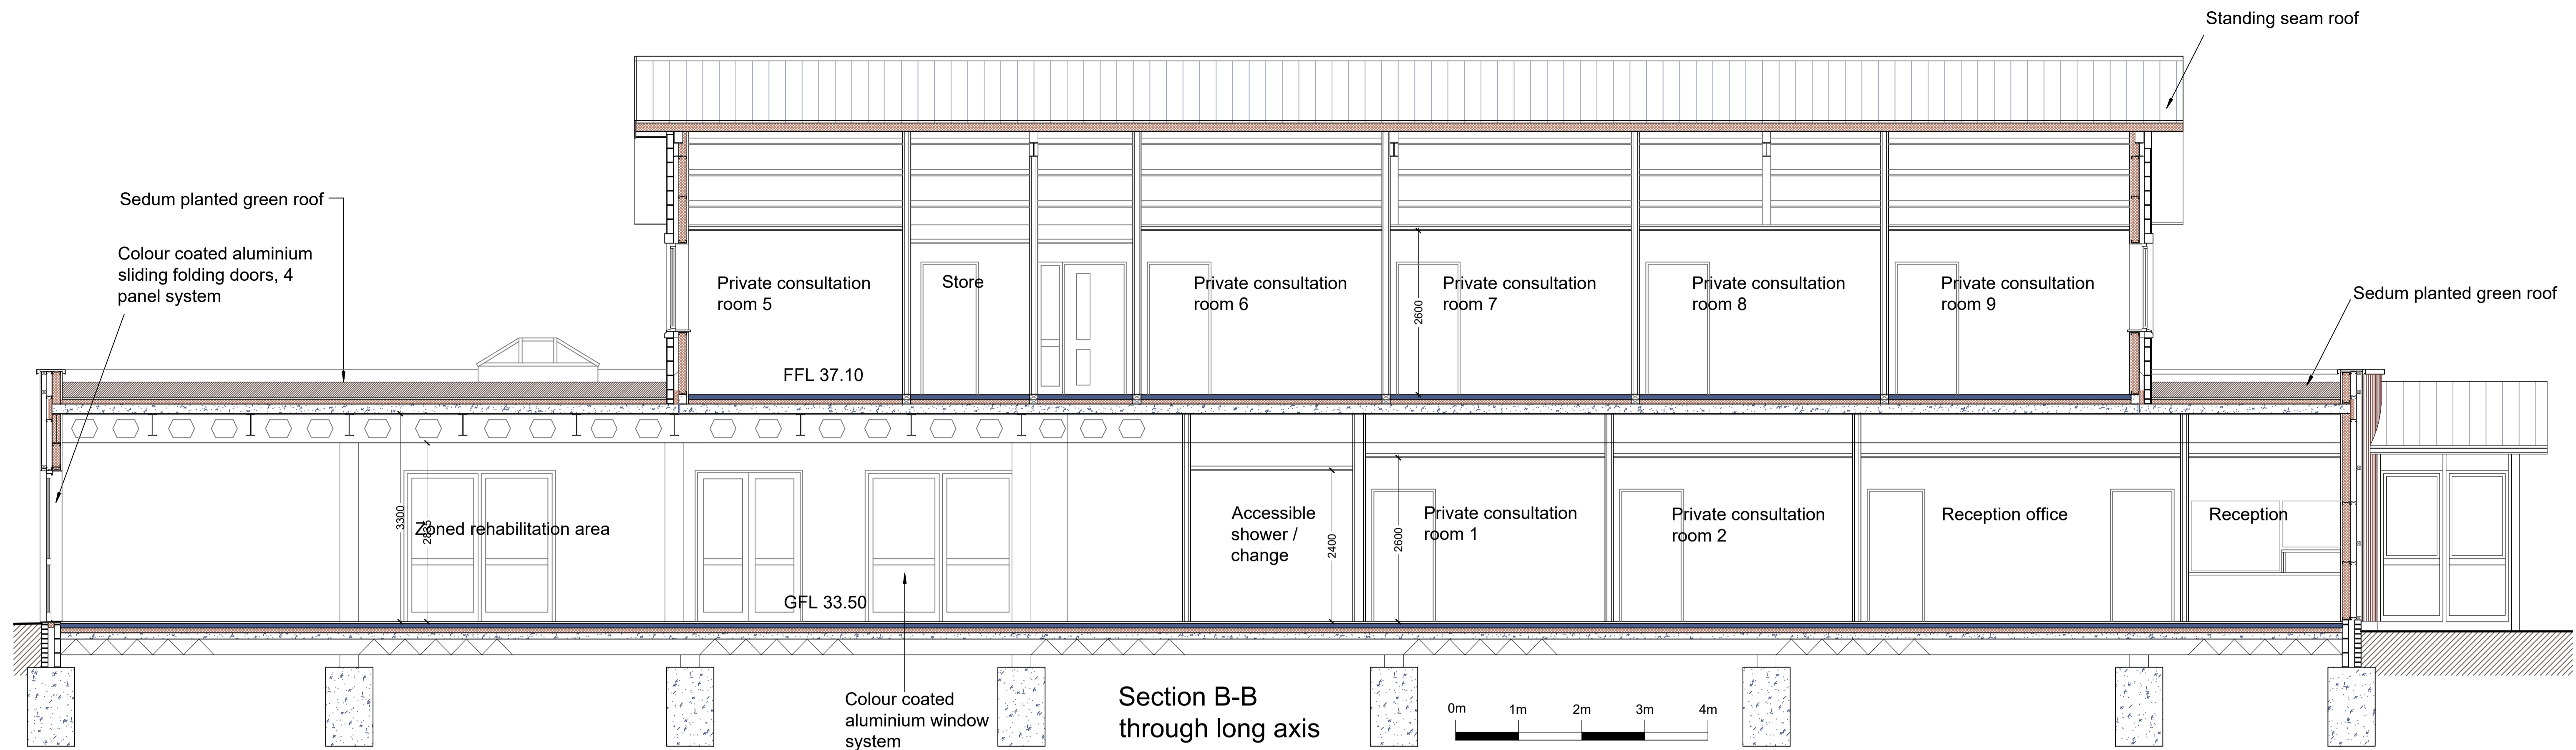 Standing seam roof
Sedum planted green roof
Colour coated aluminium
sliding folding doors, 4
panel system
Private consultation
room 5
Store
Private consultation
room 6
2600
Private consultation
room 7
Private consultation
room 8
Private consultation
room 9
Sedum planted green roof
FFL 37.10
3300
Zoned rehabilitation area
GFL 33.50
Accessible
shower /
change
2400
2600
Private consultation
room 1
Private consultation
room 2
Reception office
Reception
Colour coated
aluminium window
system
Section B-B
through long axis
0m 1m 2m 3m 4m